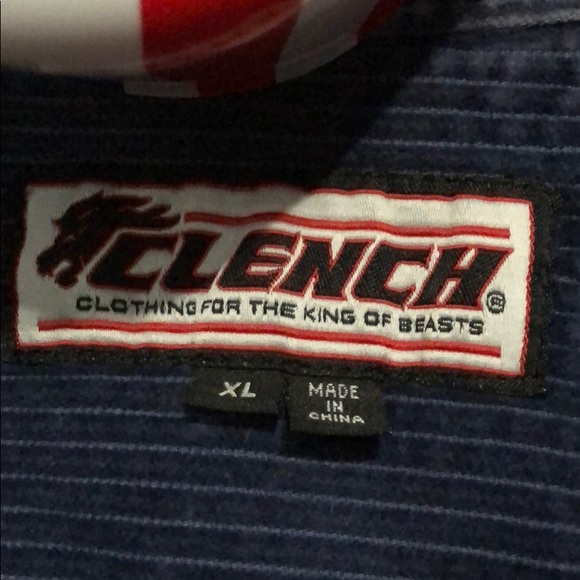 CLENCH®
CLOTHING FOR THE KING OF BEASTS
XL
MADE
IN
CHINA